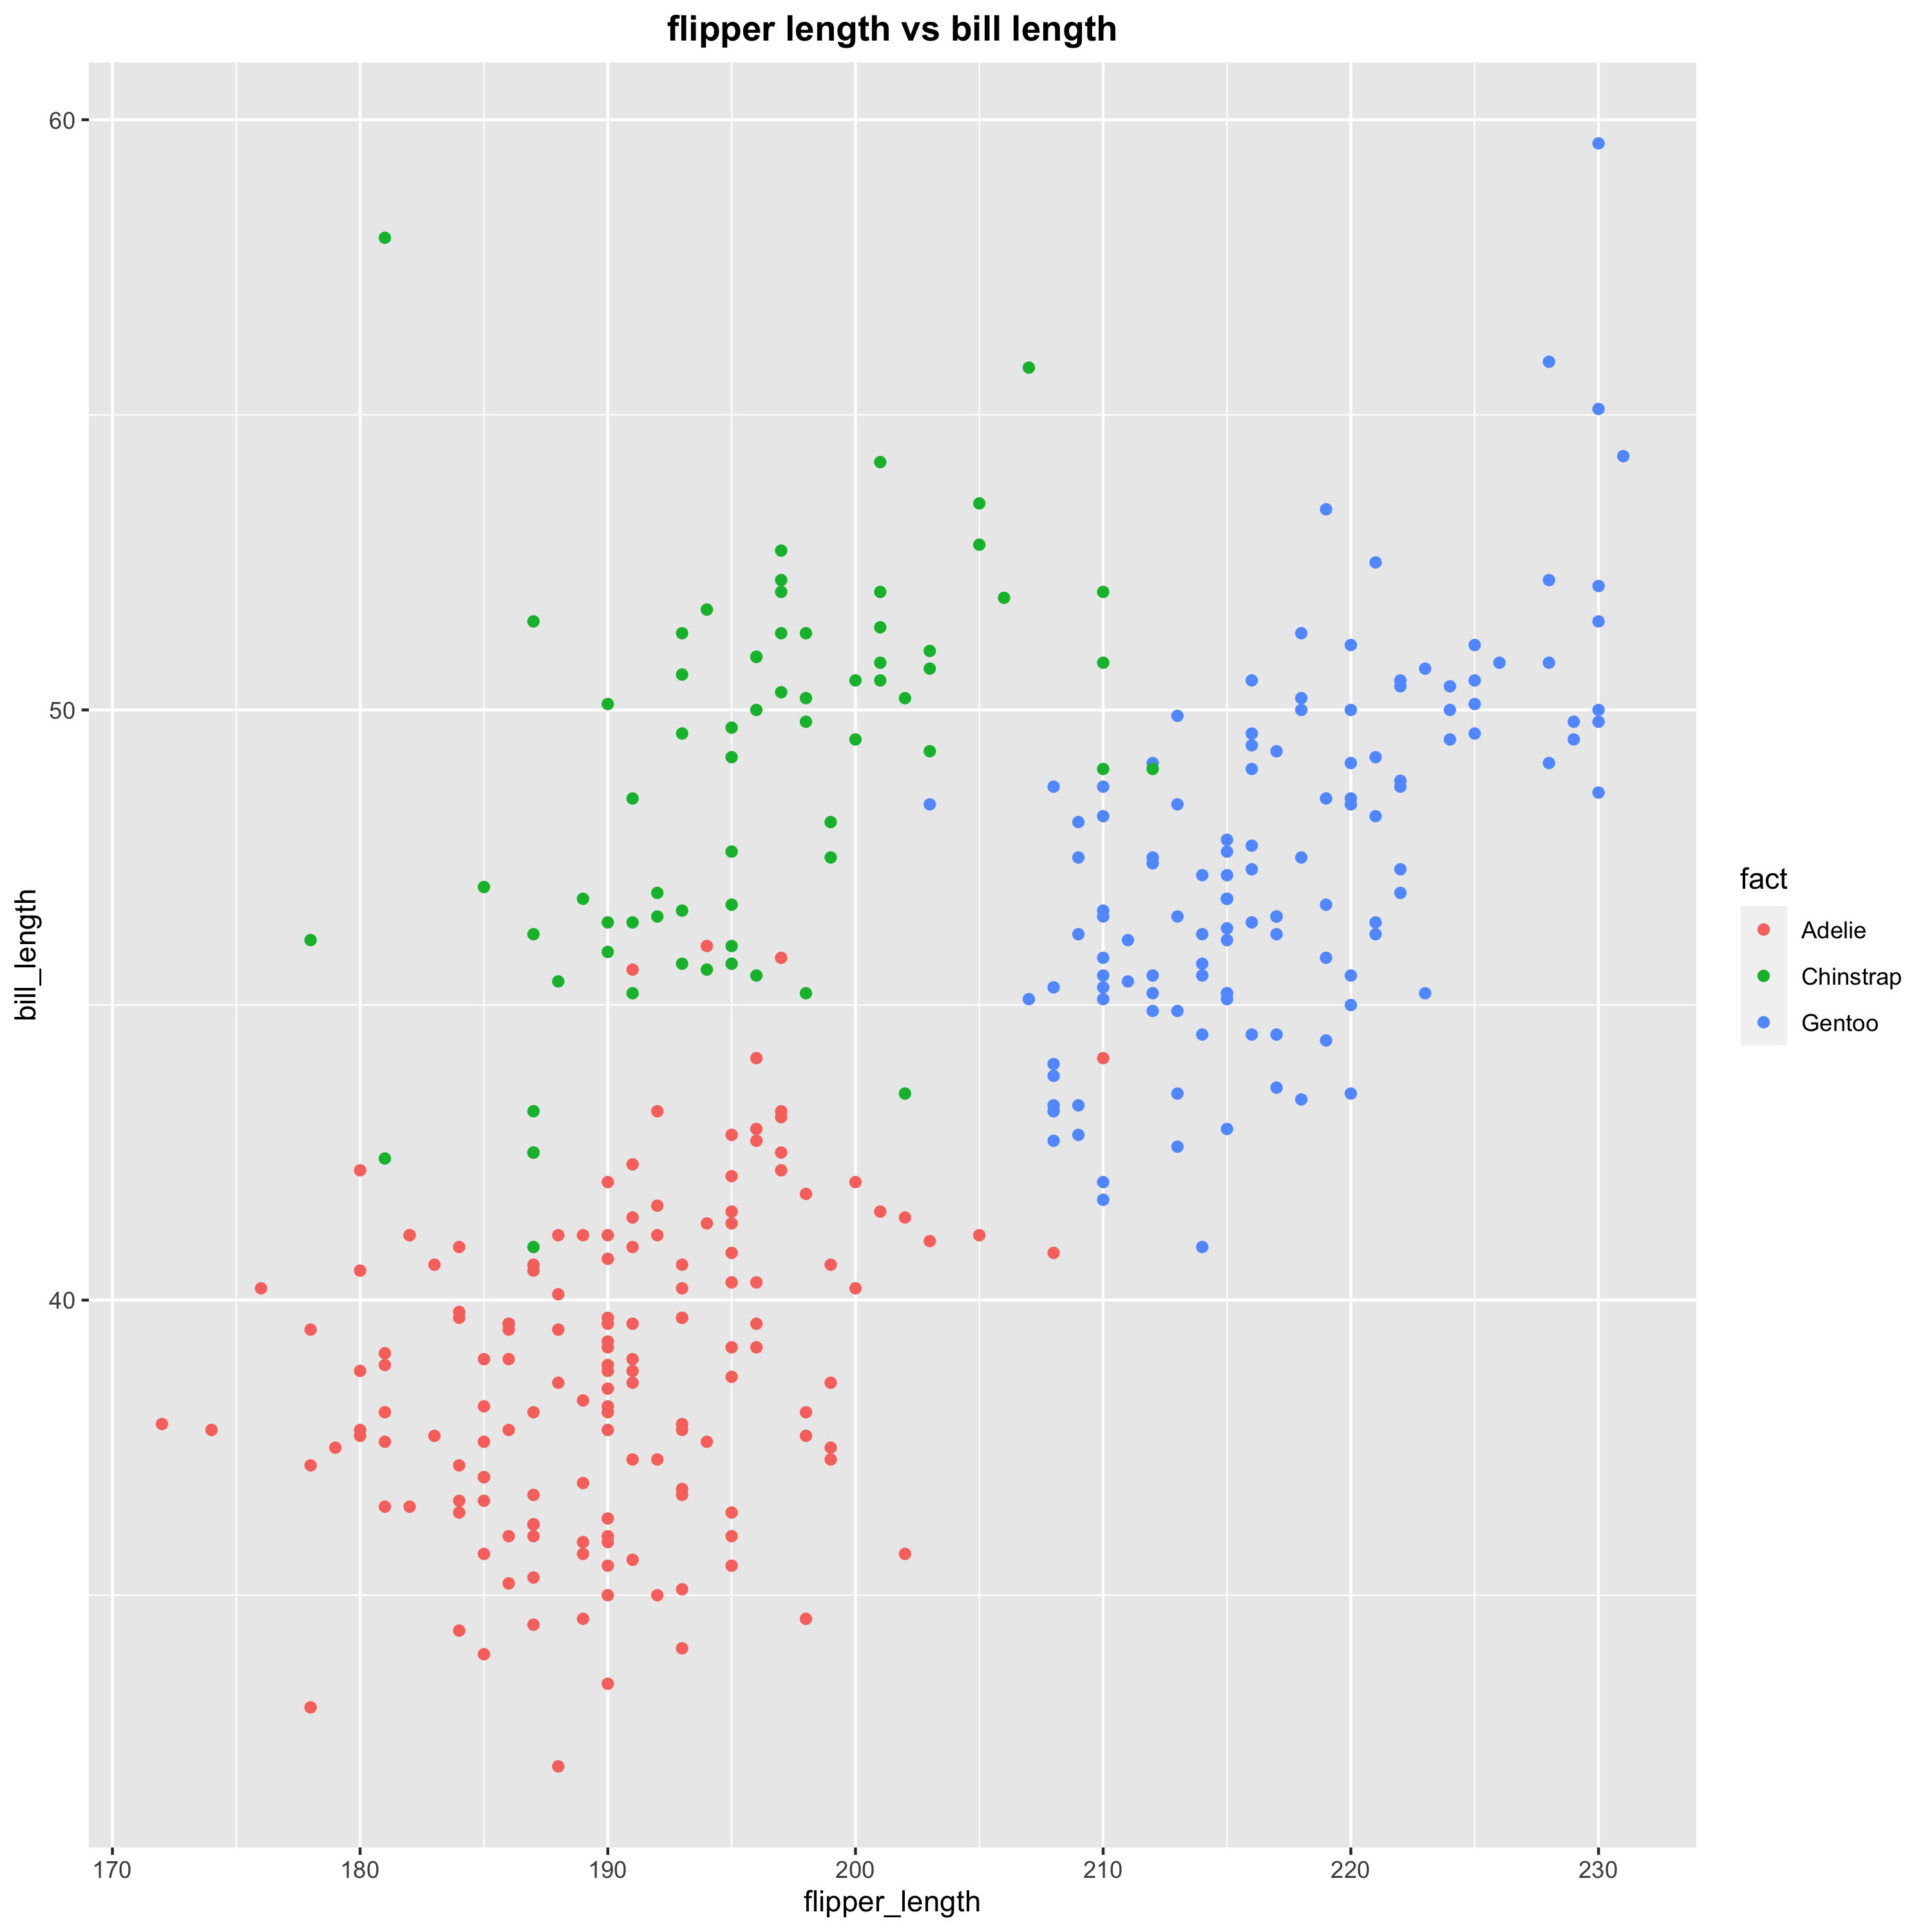 flipper length vs bill length
60
50
40
bill_length
170 180 190 200 210 220 230
flipper_length
fact
Adelie
Chinstrap
Gentoo